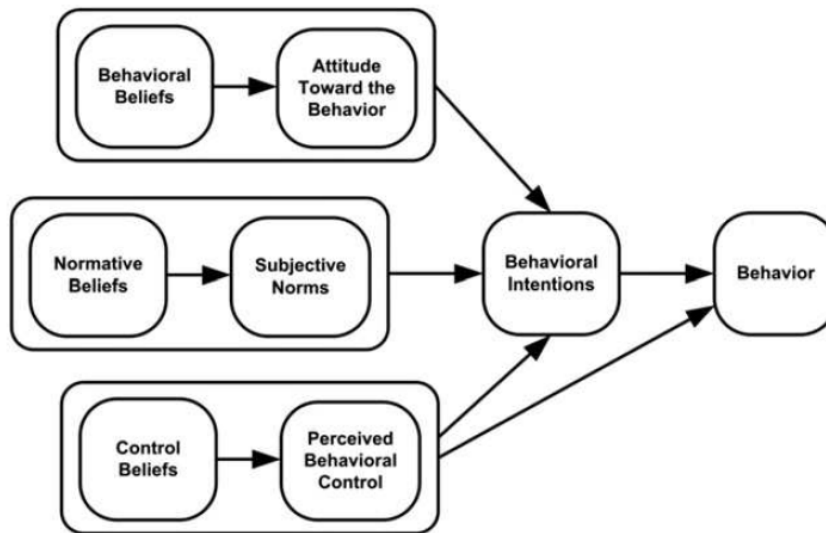 Behavioral
Beliefs
Attitude
Toward the
Behavior
Normative
Beliefs
Subjective
Norms
Behavioral
Intentions
Behavior
Control
Beliefs
Perceived
Behavioral
Control